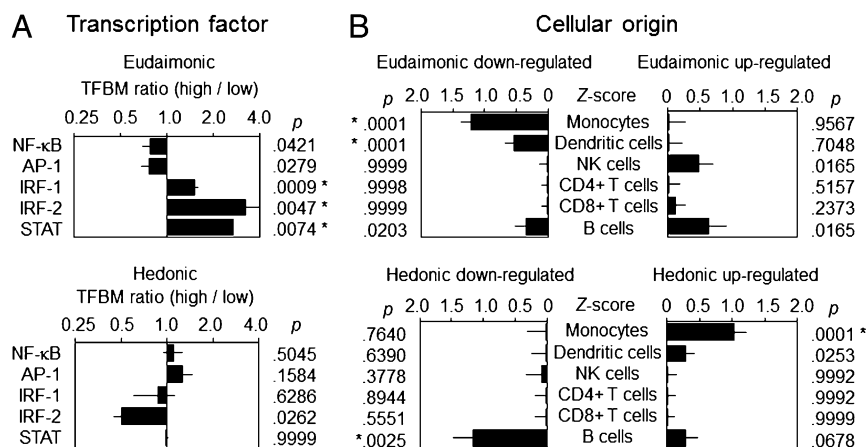 A Transcription factor
Eudaimonic
TFBM ratio (high / low)
0.25 0.5 1.0 2.0 4.0 p
NF-κB .0421
AP-1 .0279
IRF-1 .0009 *
IRF-2 .0047 *
STAT .0074 *
Hedonic
TFBM ratio (high / low)
0.25 0.5 1.0 2.0 4.0 p
NF-κB .5045
AP-1 .1584
IRF-1 .6286
IRF-2 .0262
STAT .9999
B Cellular origin
Eudaimonic down-regulated Eudaimonic up-regulated
p 2.0 1.5 1.0 0.5 0 Z-score 0 0.5 1.0 1.5 2.0 p
* .0001 Monocytes .9567
* .0001 Dendritic cells .7048
.9999 NK cells .0165
.9998 CD4+ T cells .5157
.9999 CD8+ T cells .2373
.0203 B cells .0165
Hedonic down-regulated Hedonic up-regulated
p 2.0 1.5 1.0 0.5 0 Z-score 0 0.5 1.0 1.5 2.0 p
.7640 Monocytes .0001 *
.6390 Dendritic cells .0253
.3778 NK cells .9992
.8944 CD4+ T cells .9992
.5551 CD8+ T cells .9999
* .0025 B cells .0678